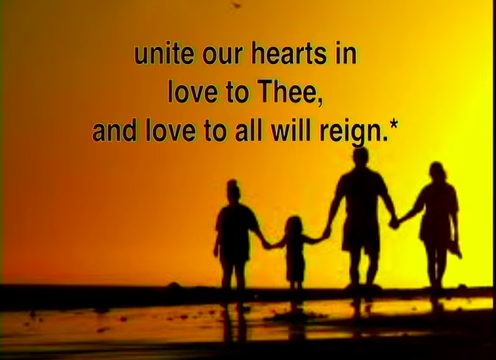 unite our hearts in
love to Thee,
and love to all will reign.*